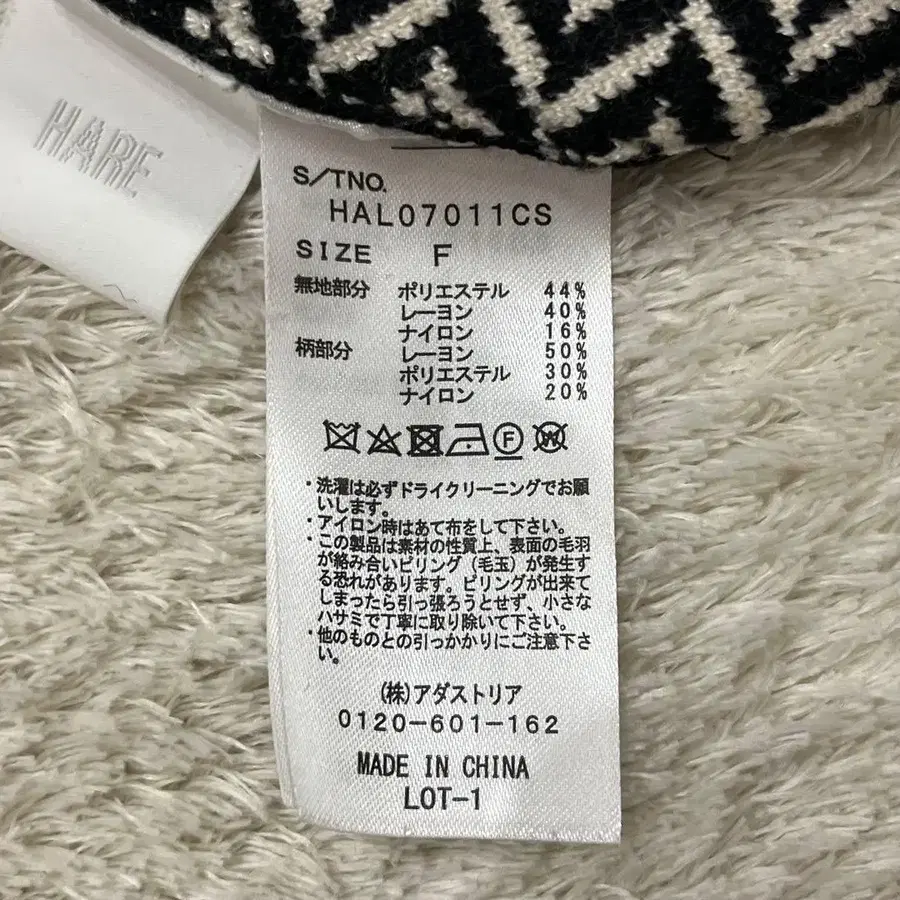 HARE
S/TNO.
HAL07011CS
SIZE F
無地部分 ポリエステル 44%
レーヨン 40%
ナイロン 16%
柄部分 レーヨン 50%
ポリエステル 30%
ナイロン 20%
F W
・洗濯は必ずドライクリーニングでお願
いします。
・アイロン時はあて布をして下さい。
・この製品は素材の性質上、表面の毛羽
が絡み合いピリング(毛玉)が発生す
る恐れがあります。ピリングが出来て
しまったら引っ張ろうとせず、小さな
ハサミで丁寧に取り除いて下さい。
・他のものとの引っかかりにご注意下さ
い。
(株)アダストリア
0120-601-162
MADE IN CHINA
LOT-1